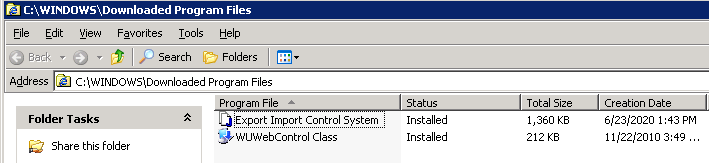 C:\WINDOWS\Downloaded Program Files
File Edit View Favorites Tools Help
Back Search Folders
Address C:\WINDOWS\Downloaded Program Files
Folder Tasks
Share this folder
Program File Status Total Size Creation Date
Export Import Control System Installed 1,360 KB 6/23/2020 1:43 PM
WUWebControl Class Installed 212 KB 11/22/2010 3:49 ...